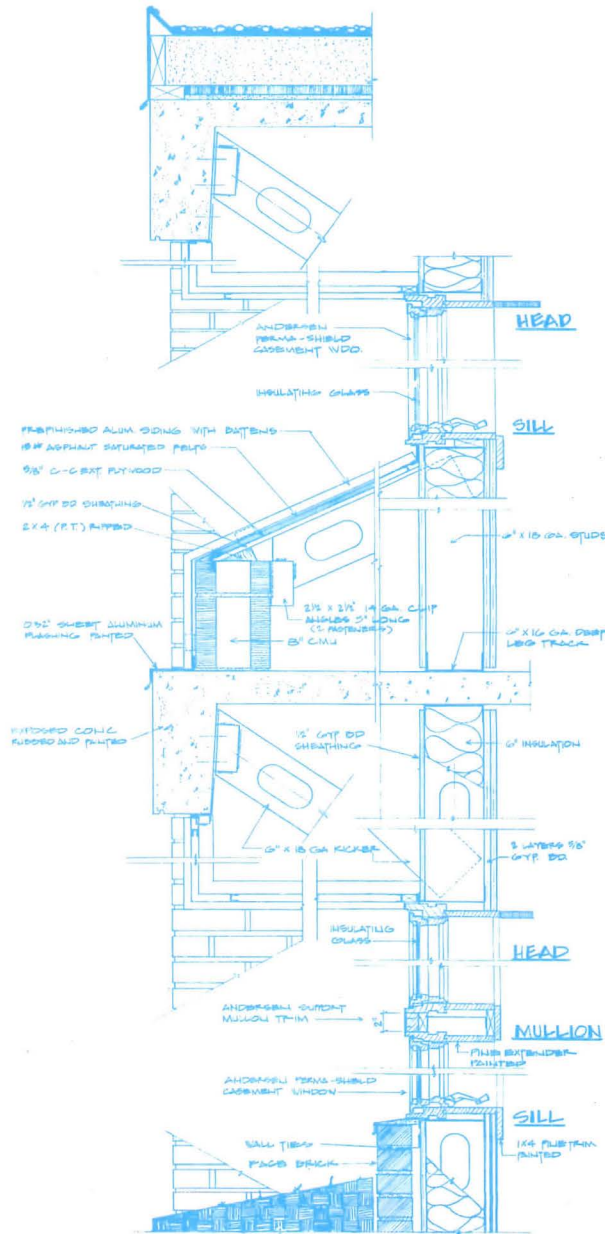 ANDERSEN
PERMA-SHIELD
CASEMENT WDO.
HEAD
INSULATING GLASS
SILL
PREFINISHED ALUM. SIDING WITH BATTENS
15# ASPHALT SATURATED FELTS
5/8" C-C EXT. PLYWOOD
1/2" GYP. BD SHEATHING
2X4 (P.T.) RIPPED
6" X 18 GA. STUDS
2 1/2 X 2 1/2" 14 GA. CLIP
ANGLES 5" LONG
(2 FASTENERS)
8" CMU
.032" SHEET ALUMINUM
FLASHING PAINTED
6" X 16 GA. DEEP
LEG TRACK
EXPOSED CONC.
RUBBED AND PAINTED
1/2" GYP. BD
SHEATHING
6" INSULATION
6" X 18 GA KICKER
2 LAYERS 5/8"
GYP. BD.
INSULATING
GLASS
HEAD
ANDERSEN SUPPORT
MULLION TRIM
MULLION
PINE EXTENDER
PAINTED
ANDERSEN PERMA-SHIELD
CASEMENT WINDOW
SILL
WALL TIES
FACE BRICK
1X4 PINE TRIM
PAINTED